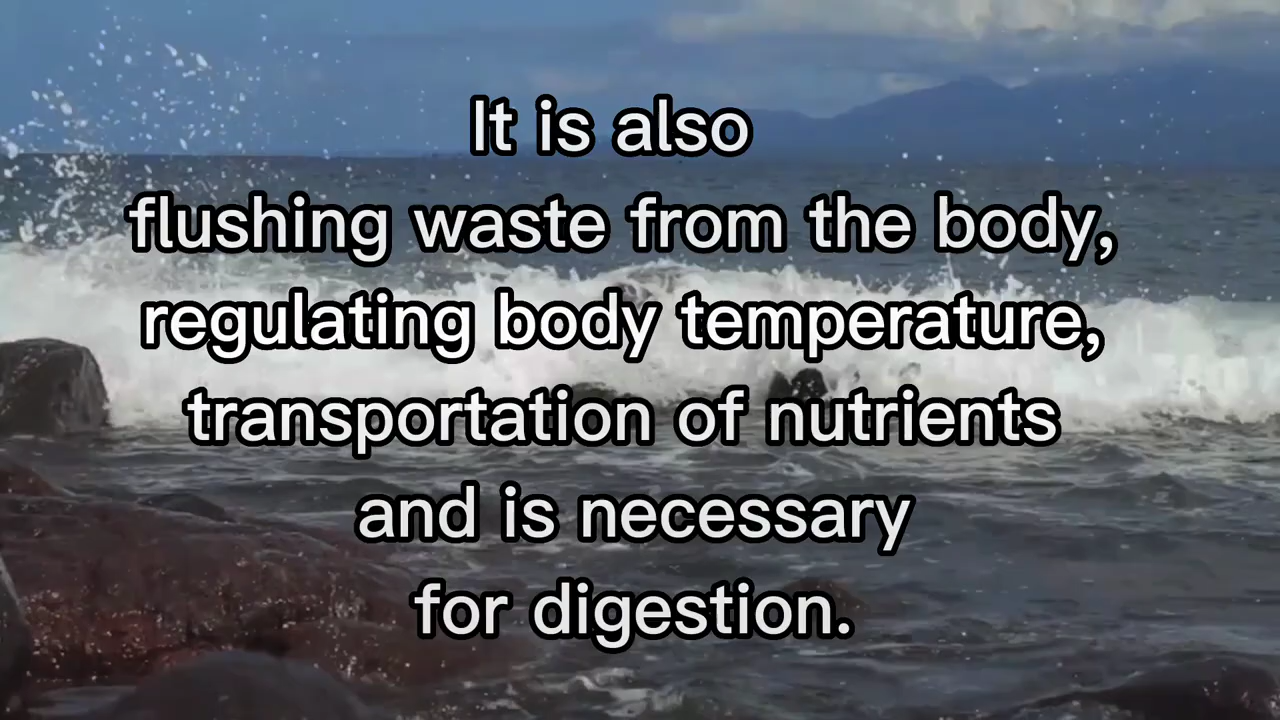 It is also
flushing waste from the body,
regulating body temperature,
transportation of nutrients
and is necessary
for digestion.